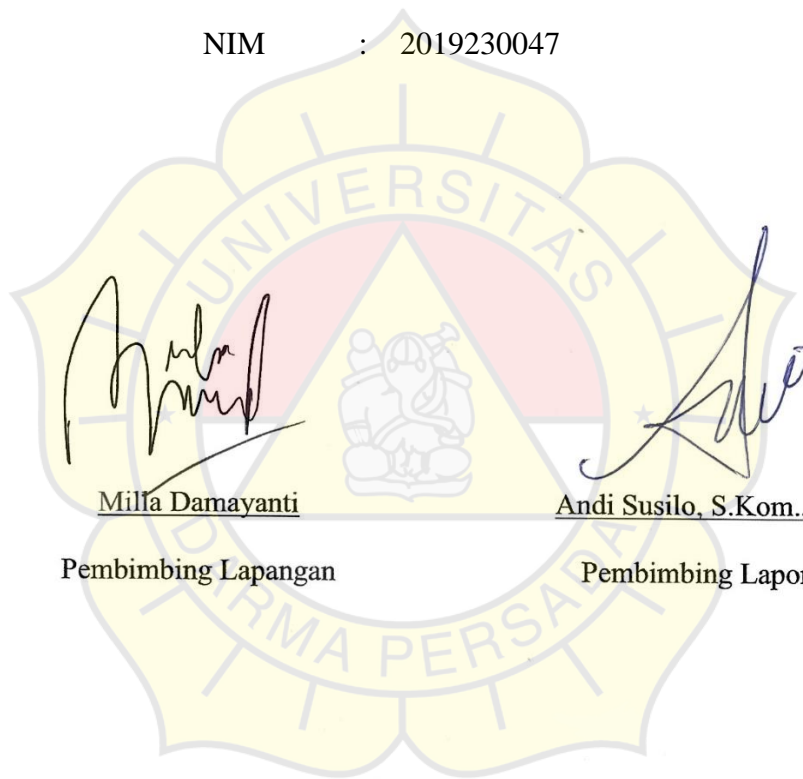 NIM : 2019230047
UNIVERSITAS
Milla Damayanti
Andi Susilo, S.Kom.,
Pembimbing Lapangan
Pembimbing Lapor
DARMA PERSADA